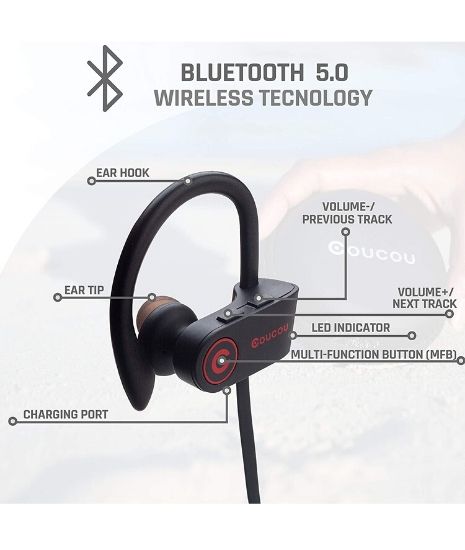 BLUETOOTH 5.0
WIRELESS TECNOLOGY
EAR HOOK
VOLUME-/
PREVIOUS TRACK
COUCOU
EAR TIP
VOLUME+/
NEXT TRACK
LED INDICATOR
COUCOU
MULTI-FUNCTION BUTTON (MFB)
CHARGING PORT